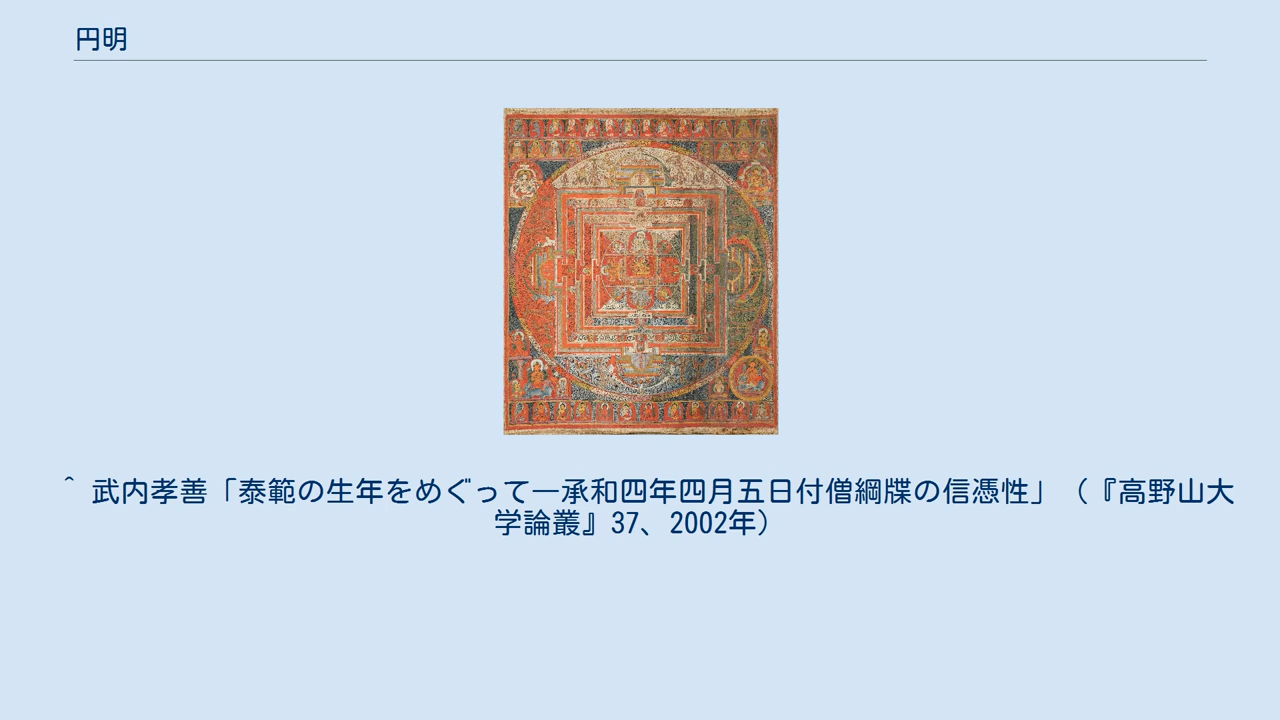 円明
^ 武内孝善「泰範の生年をめぐって―承和四年四月五日付僧綱牒の信憑性」（『高野山大
学論叢』37、2002年）